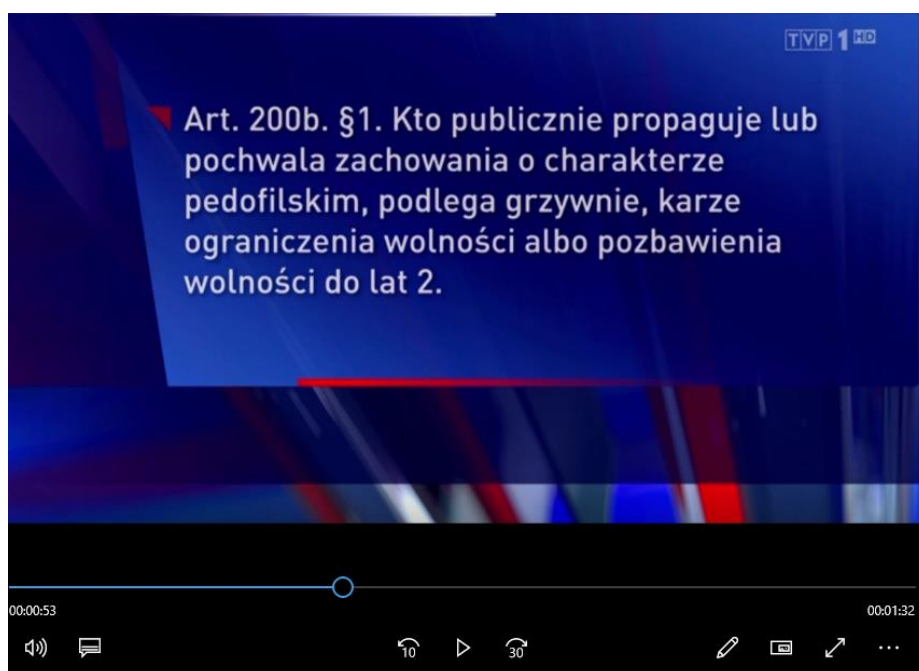 TVP 1 HD
Art. 200b. §1. Kto publicznie propaguje lub
pochwala zachowania o charakterze
pedofilskim, podlega grzywnie, karze
ograniczenia wolności albo pozbawienia
wolności do lat 2.
00:00:53
00:01:32
10
30